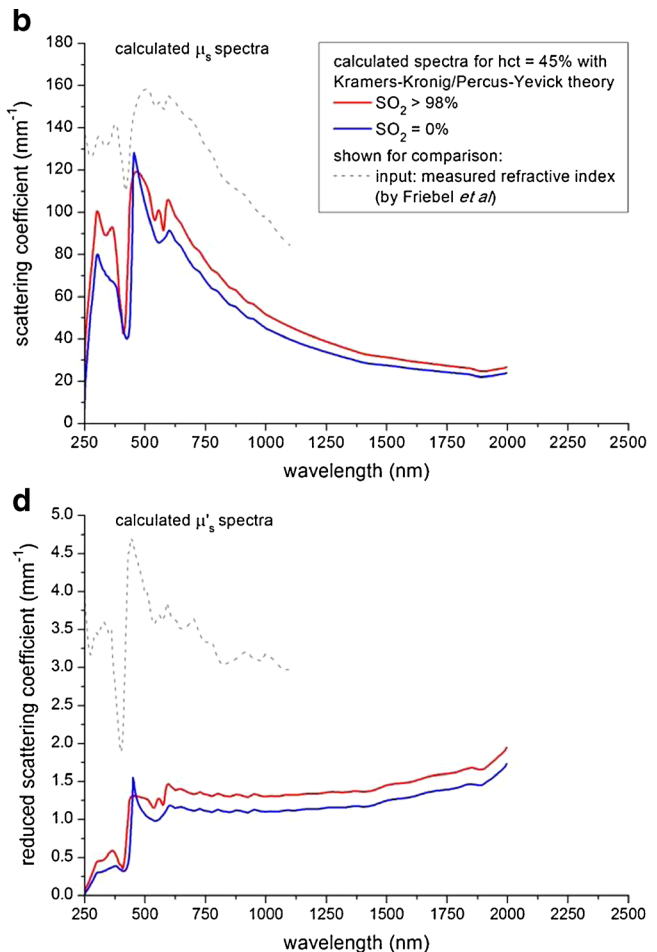 b
calculated μs spectra
180
160
140
120
100
80
60
40
20
0
scattering coefficient (mm-1)
250 500 750 1000 1250 1500 1750 2000 2250 2500
wavelength (nm)
calculated spectra for hct = 45% with
Kramers-Kronig/Percus-Yevick theory
SO2 > 98%
SO2 = 0%
shown for comparison:
input: measured refractive index
(by Friebel et al)
d
calculated μ's spectra
5.0
4.5
4.0
3.5
3.0
2.5
2.0
1.5
1.0
0.5
0.0
reduced scattering coefficient (mm-1)
250 500 750 1000 1250 1500 1750 2000 2250 2500
wavelength (nm)